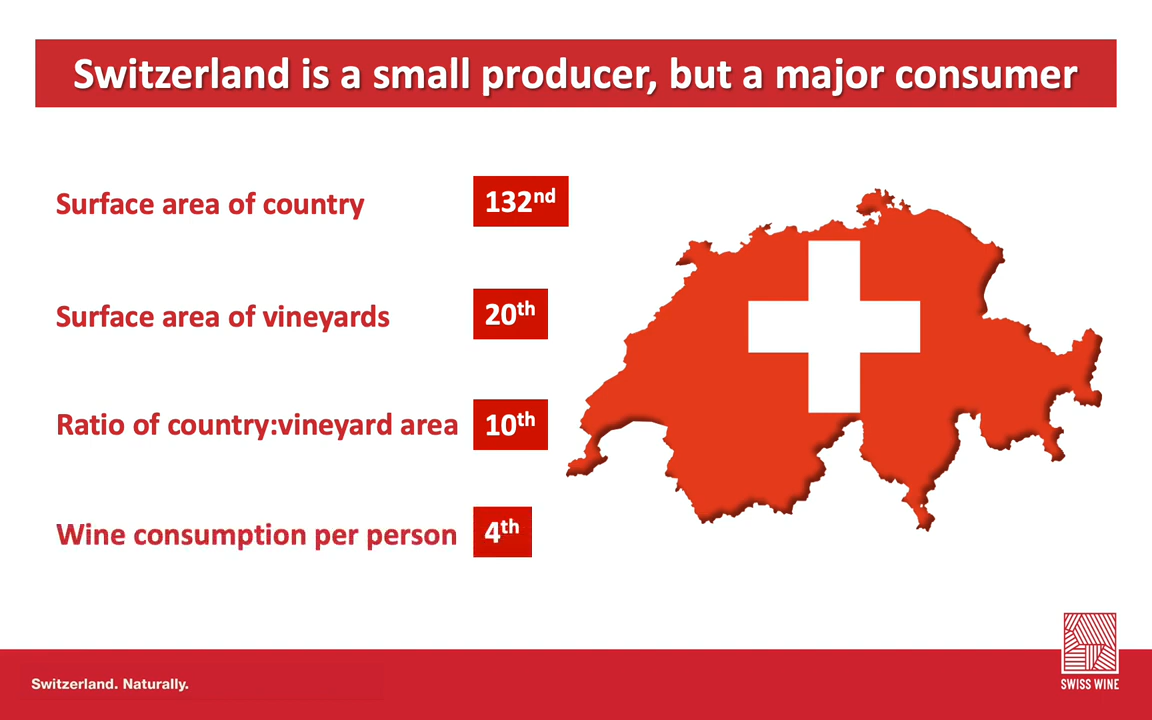 Switzerland is a small producer, but a major consumer
Surface area of country 132nd
Surface area of vineyards 20th
Ratio of country:vineyard area 10th
Wine consumption per person 4th
Switzerland. Naturally.
SWISS WINE